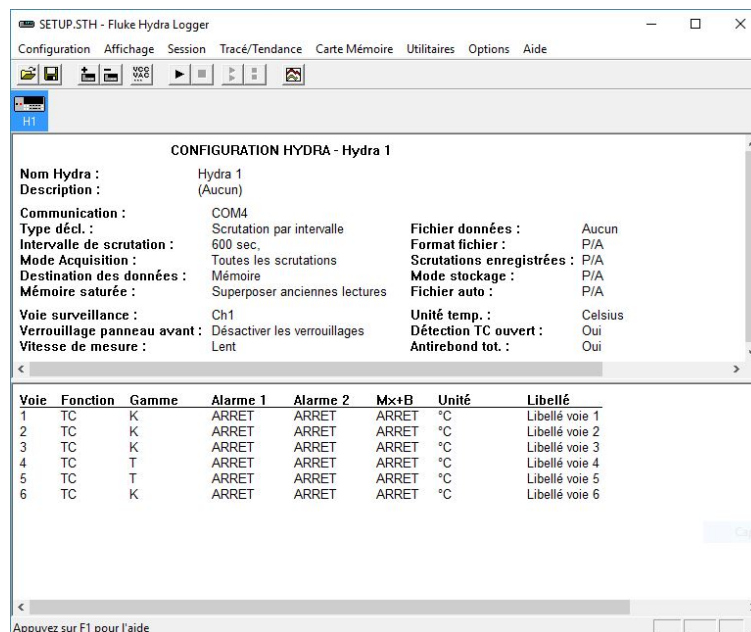 SETUP.STH - Fluke Hydra Logger
Configuration Affichage Session Tracé/Tendance Carte Mémoire Utilitaires Options Aide
VCC
VAC
H1
CONFIGURATION HYDRA - Hydra 1
Nom Hydra : Hydra 1
Description : (Aucun)
Communication : COM4
Type décl. : Scrutation par intervalle Fichier données : Aucun
Intervalle de scrutation : 600 sec, Format fichier : P/A
Mode Acquisition : Toutes les scrutations Scrutations enregistrées : P/A
Destination des données : Mémoire Mode stockage : P/A
Mémoire saturée : Superposer anciennes lectures Fichier auto : P/A
Voie surveillance : Ch1 Unité temp. : Celsius
Verrouillage panneau avant : Désactiver les verrouillages Détection TC ouvert : Oui
Vitesse de mesure : Lent Antirebond tot. : Oui
Voie Fonction Gamme Alarme 1 Alarme 2 Mx+B Unité Libellé
1 TC K ARRET ARRET ARRET °C Libellé voie 1
2 TC K ARRET ARRET ARRET °C Libellé voie 2
3 TC K ARRET ARRET ARRET °C Libellé voie 3
4 TC T ARRET ARRET ARRET °C Libellé voie 4
5 TC T ARRET ARRET ARRET °C Libellé voie 5
6 TC K ARRET ARRET ARRET °C Libellé voie 6
Appuyez sur F1 pour l'aide